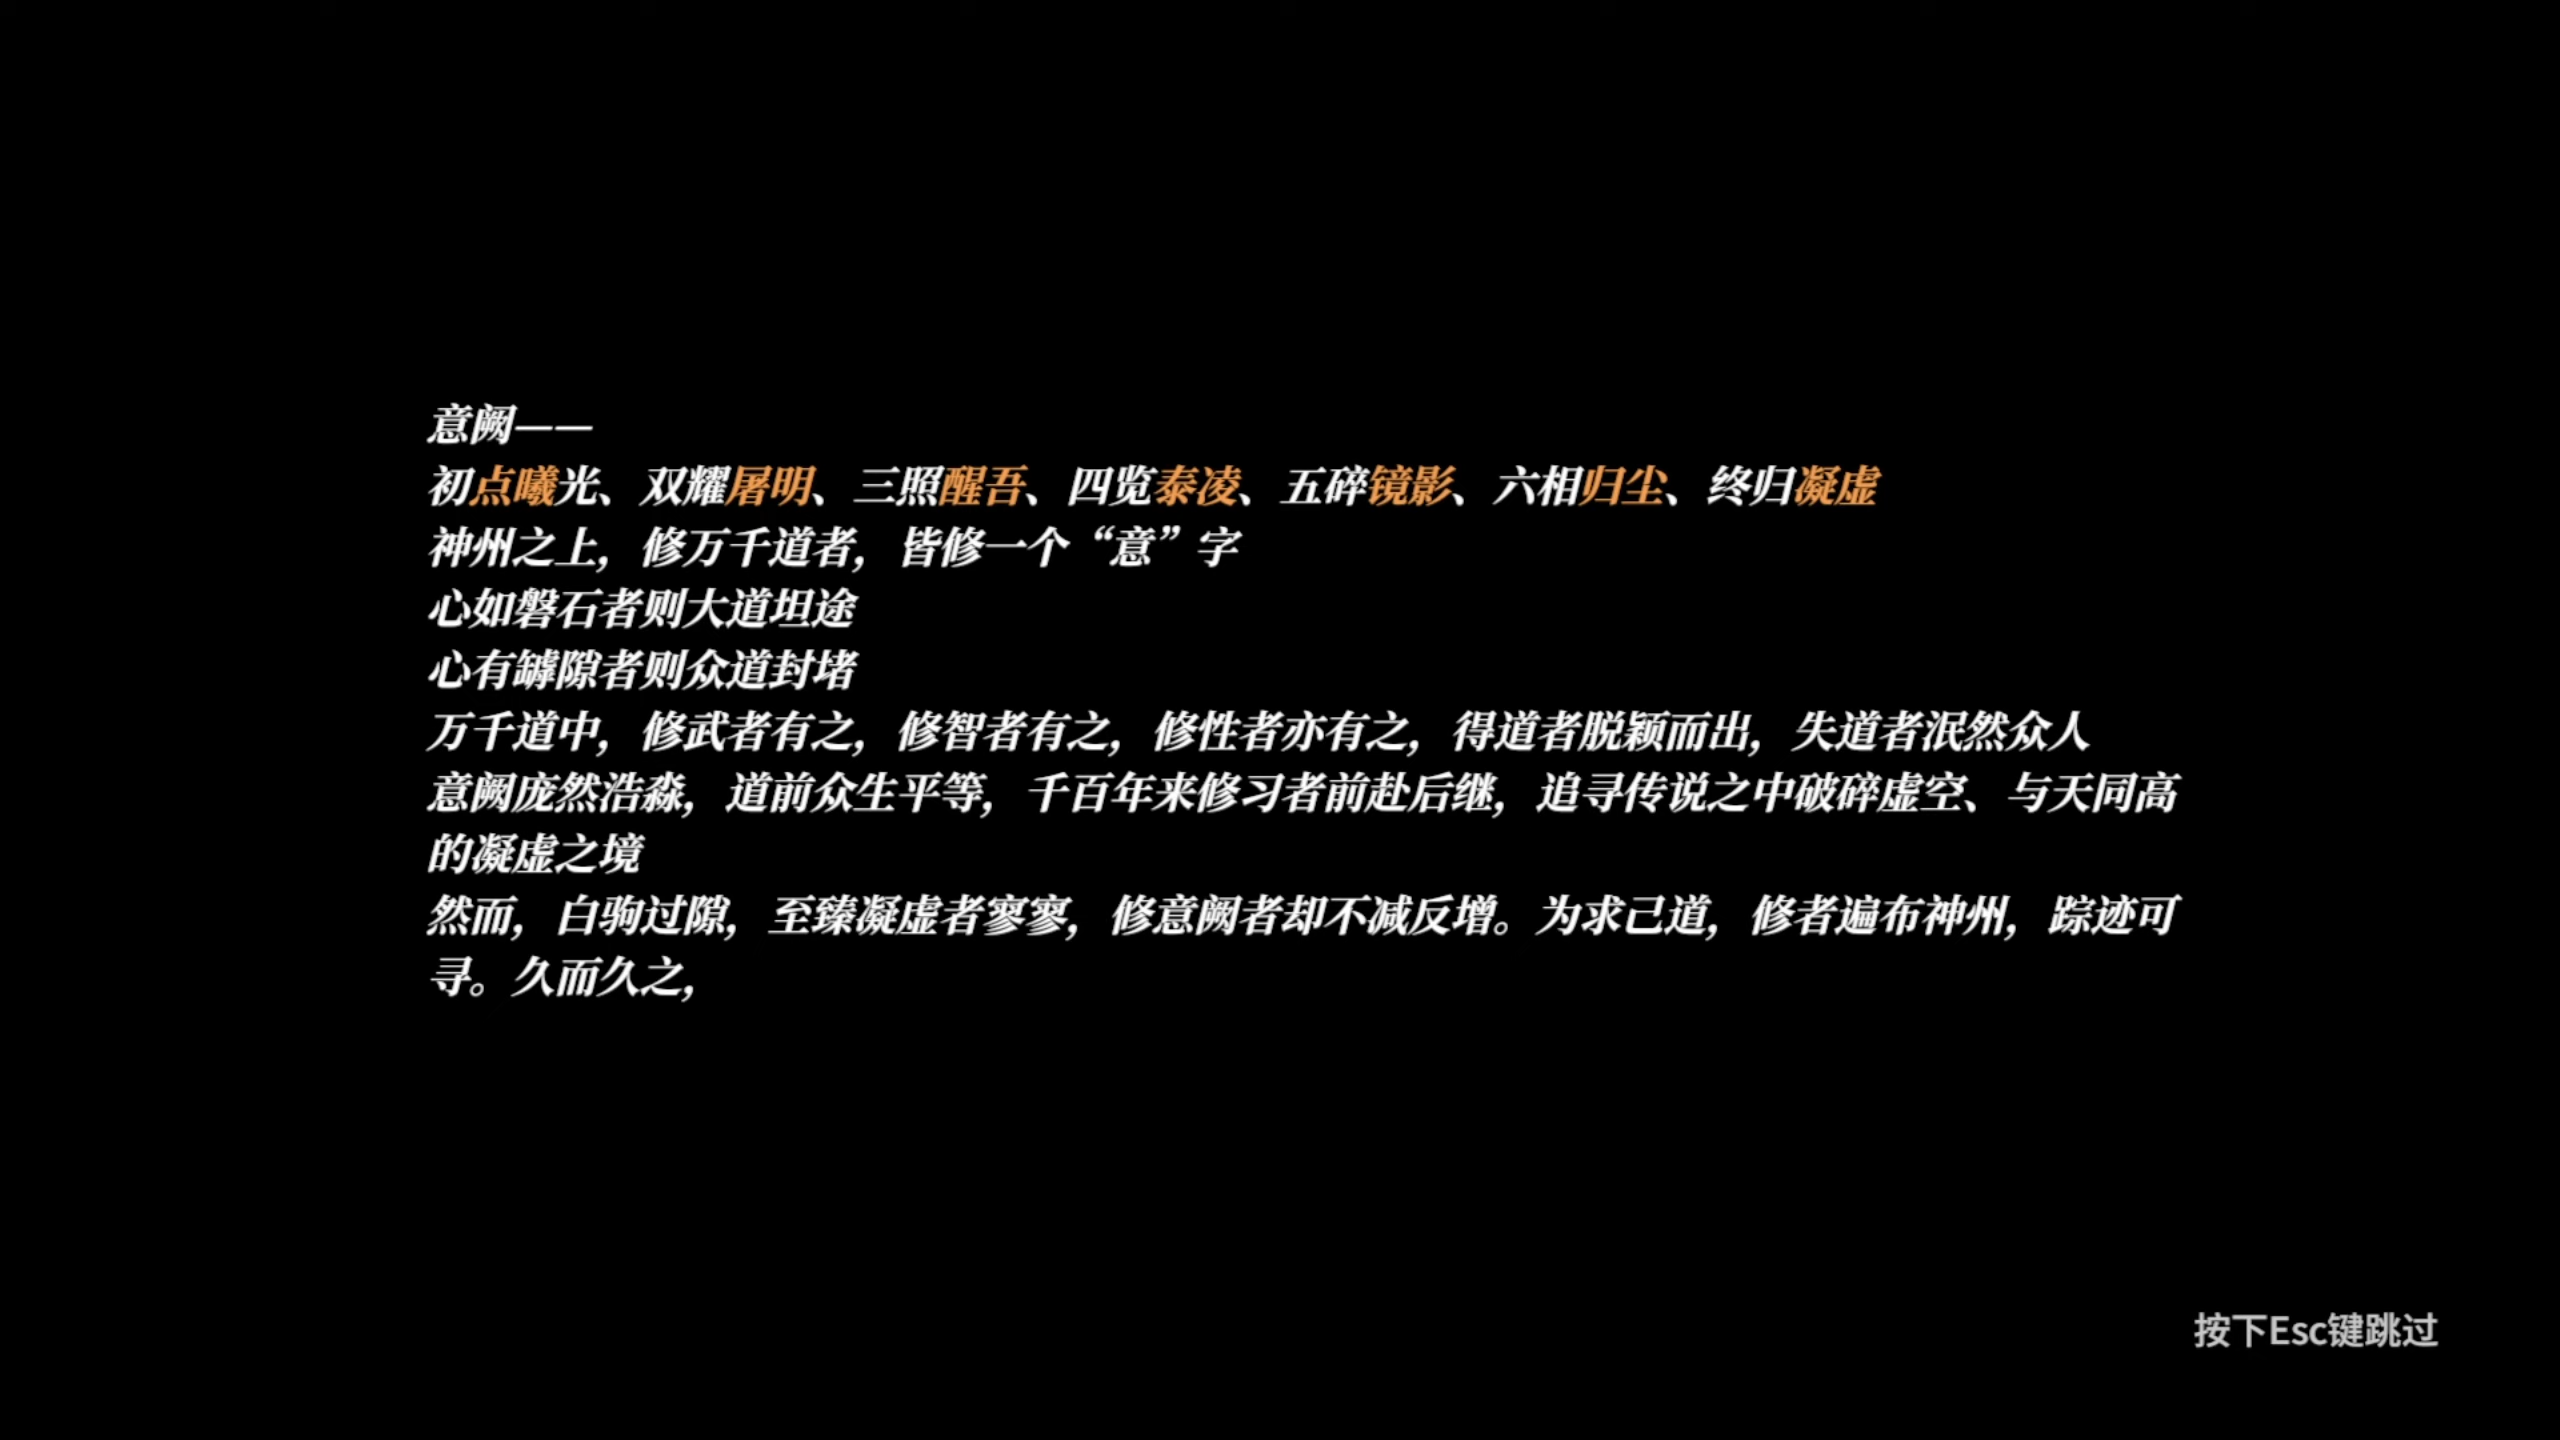 意阙——
初点曦光、双耀屠明、三照醒吾、四览泰凌、五碎镜影、六相归尘、终归凝虚
神州之上，修万千道者，皆修一个“意”字
心如磐石者则大道坦途
心有罅隙者则众道封堵
万千道中，修武者有之，修智者有之，修性者亦有之，得道者脱颖而出，失道者泯然众人
意阙庞然浩淼，道前众生平等，千百年来修习者前赴后继，追寻传说之中破碎虚空、与天同高
的凝虚之境
然而，白驹过隙，至臻凝虚者寥寥，修意阙者却不减反增。为求己道，修者遍布神州，踪迹可
寻。久而久之，
按下Esc键跳过